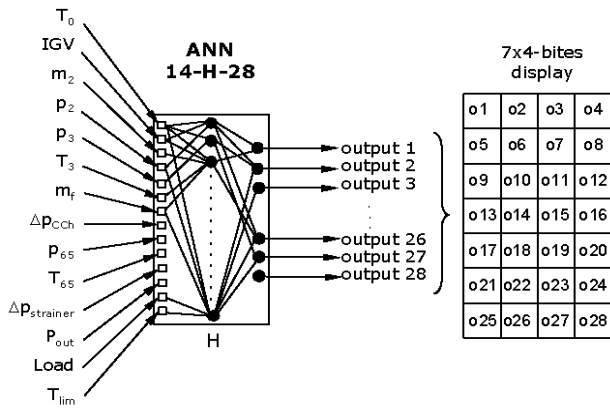 T₀
IGV
m₂
p₂
p₃
T₃
m_f
Δp_CCh
p₆₅
T₆₅
Δp_strainer
P_out
Load
T_lim
ANN
14-H-28
H
output 1
output 2
output 3
output 26
output 27
output 28
7x4-bites
display
o1 o2 o3 o4
o5 o6 o7 o8
o9 o10 o11 o12
o13 o14 o15 o16
o17 o18 o19 o20
o21 o22 o23 o24
o25 o26 o27 o28